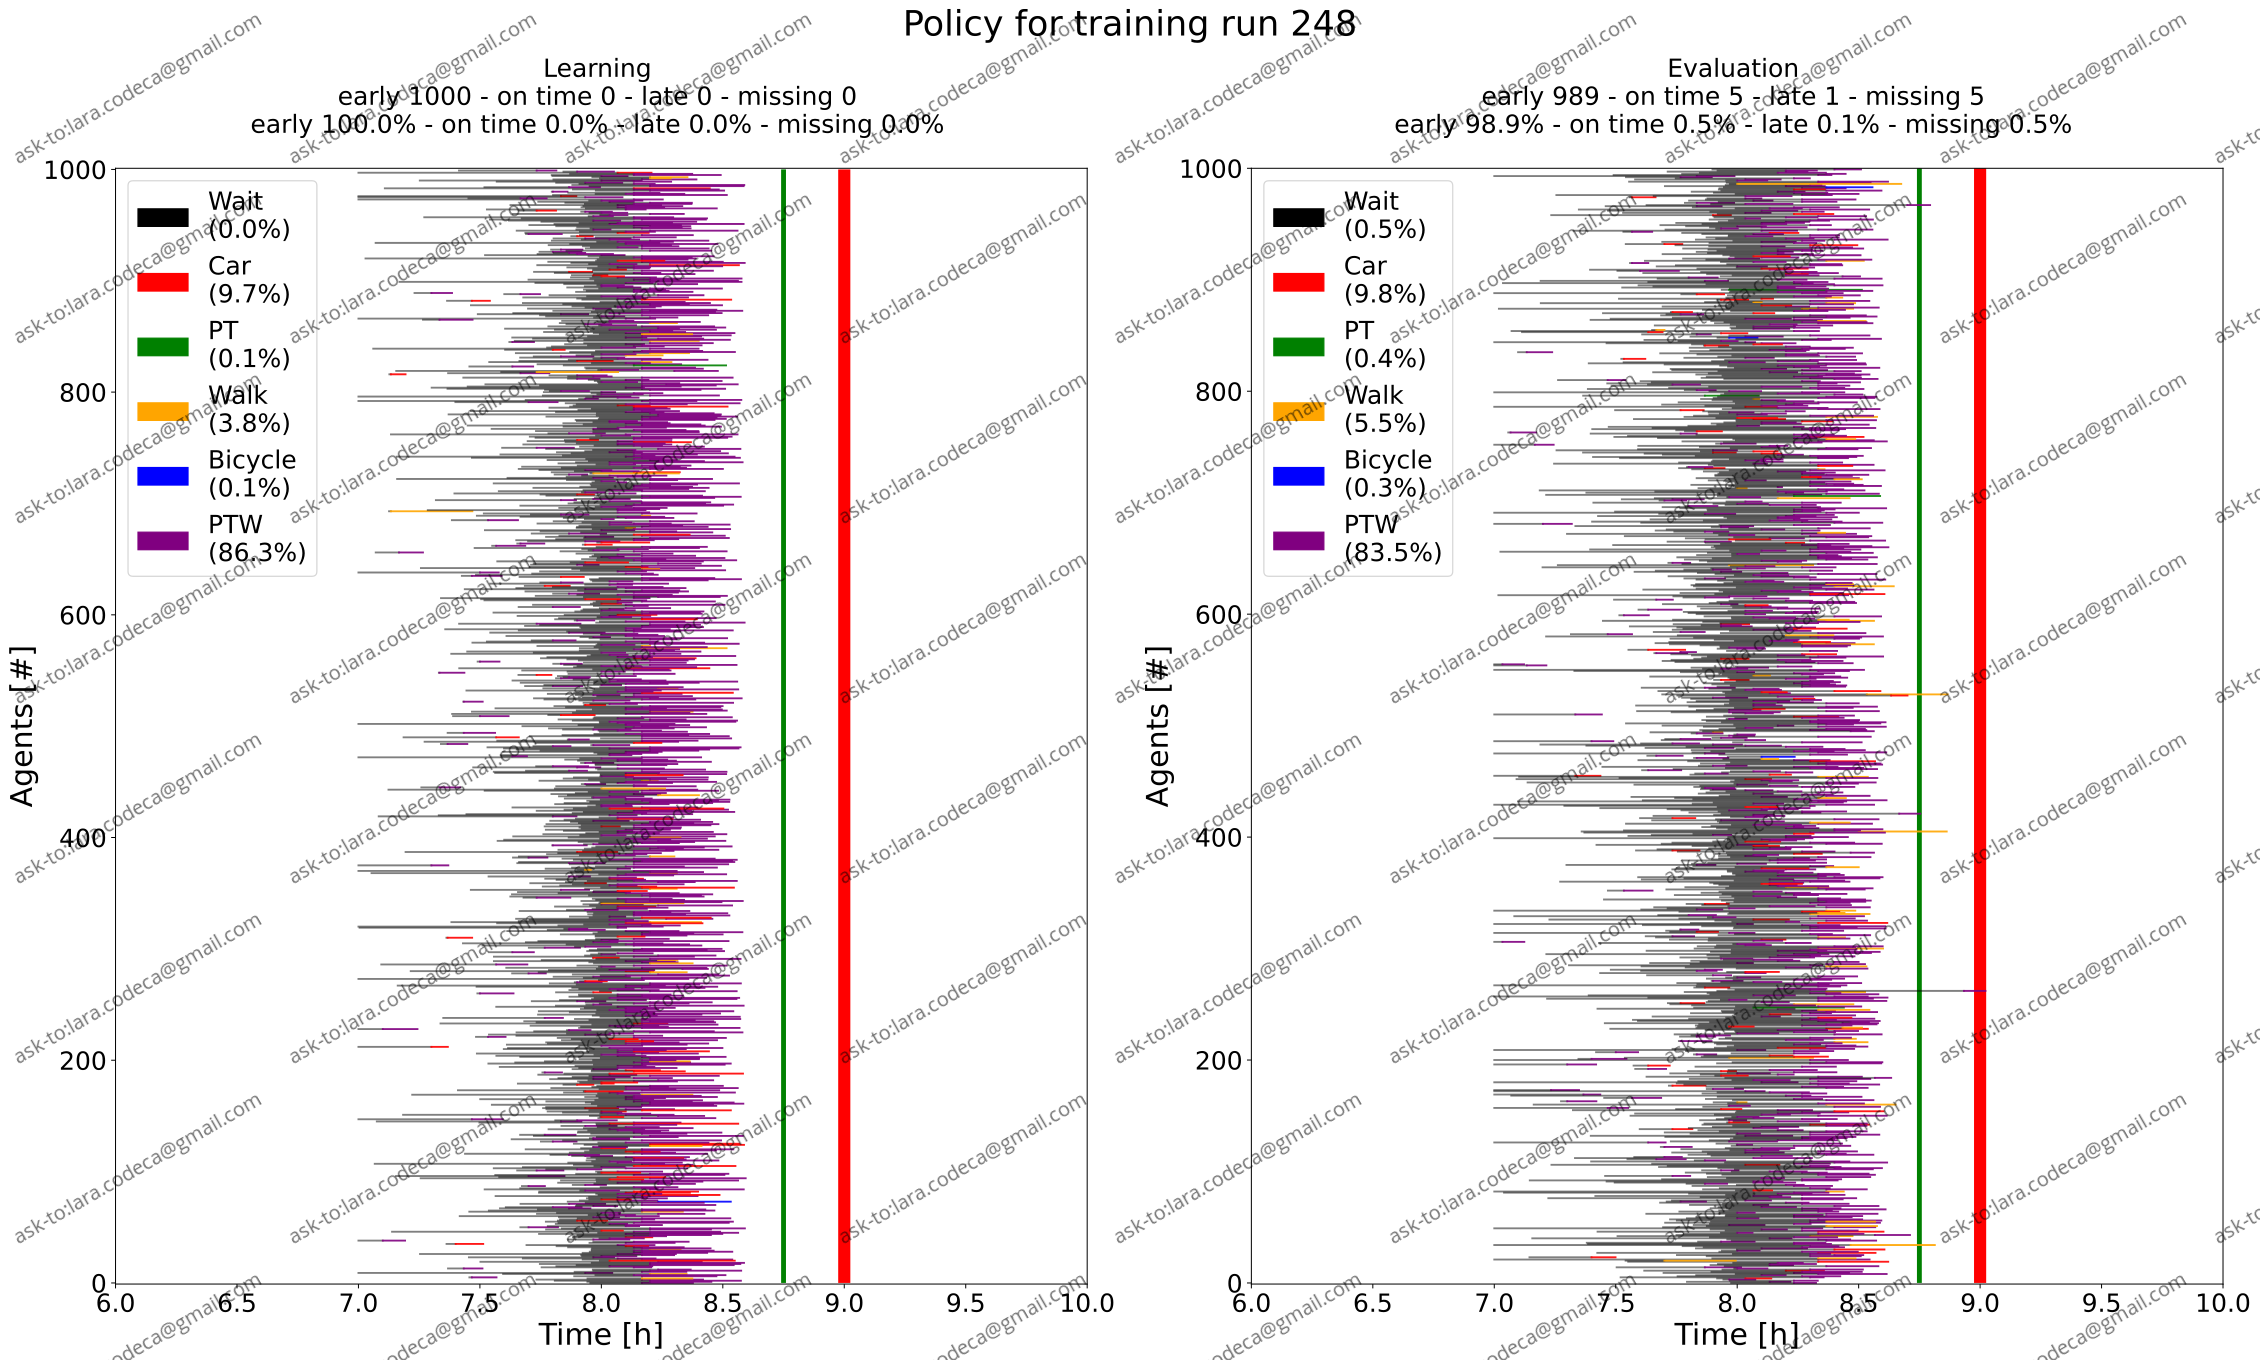 Policy for training run 248
Learning
early 1000 - on time 0 - late 0 - missing 0
early 100.0% - on time 0.0% - late 0.0% - missing 0.0%
Wait
(0.0%)
Car
(9.7%)
PT
(0.1%)
Walk
(3.8%)
Bicycle
(0.1%)
PTW
(86.3%)
Agents [#]
1000
800
600
400
200
0
6.0 6.5 7.0 7.5 8.0 8.5 9.0 9.5 10.0
Time [h]
Evaluation
early 989 - on time 5 - late 1 - missing 5
early 98.9% - on time 0.5% - late 0.1% - missing 0.5%
Wait
(0.5%)
Car
(9.8%)
PT
(0.4%)
Walk
(5.5%)
Bicycle
(0.3%)
PTW
(83.5%)
Agents [#]
1000
800
600
400
200
0
6.0 6.5 7.0 7.5 8.0 8.5 9.0 9.5 10.0
Time [h]
ask-to:lara.codeca@gmail.com